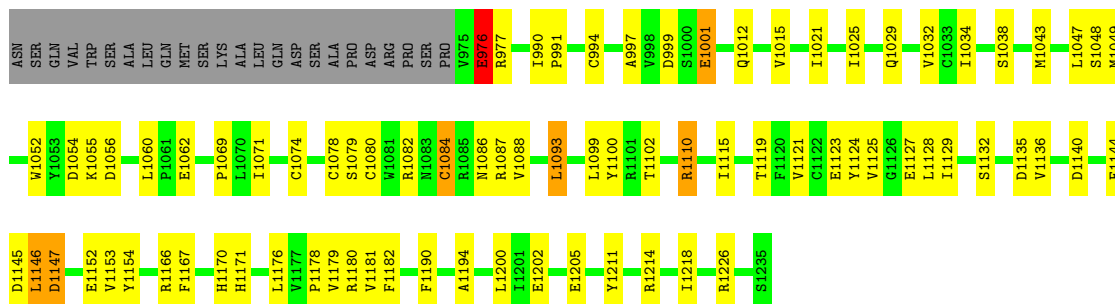 ASN SER GLN VAL TRP SER ALA LEU GLN MET SER LYS ALA LEU GLN ASP SER ALA PRO PRO ASP ARG PRO SER PRO V975 E976 R977 I990 P991 C994 A997 V998 D999 S1000 E1001 Q1012 V1015 I1021 I1025 Q1029 V1032 C1033 I1034 S1038 M1043 L1047 S1048 M1049
W1052 Y1053 D1054 K1055 D1056 L1060 P1061 E1062 P1069 L1070 I1071 C1074 C1078 S1079 C1080 W1081 R1082 N1083 C1084 R1085 N1086 R1087 V1088 L1093 L1099 Y1100 R1101 T1102 R1110 I1115 T1119 F1120 V1121 C1122 E1123 Y1124 V1125 G1126 E1127 L1128 I1129 S1132 D1135 V1136 D1140 E1144
D1145 L1146 D1147 E1152 V1153 Y1154 R1166 F1167 H1170 H1171 L1176 V1177 P1178 V1179 R1180 V1181 F1182 F1190 A1194 L1200 I1201 E1202 E1205 Y1211 R1214 I1218 R1226 S1235